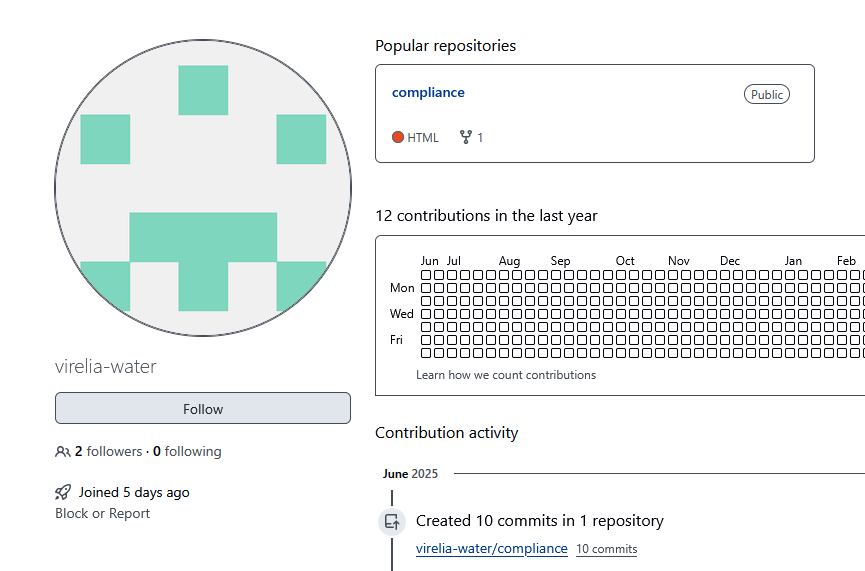 Popular repositories
compliance
Public
HTML
1
12 contributions in the last year
Jun Jul Aug Sep Oct Nov Dec Jan Feb
Mon
Wed
Fri
Learn how we count contributions
virelia-water
Follow
2 followers · 0 following
Joined 5 days ago
Block or Report
Contribution activity
June 2025
Created 10 commits in 1 repository
virelia-water/compliance 10 commits